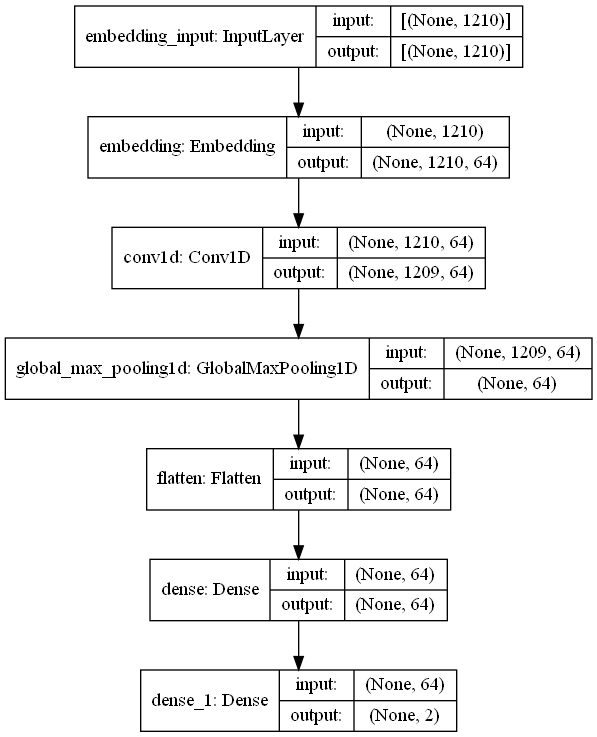 embedding_input: InputLayer
input:
[(None, 1210)]
output:
[(None, 1210)]
embedding: Embedding
input:
(None, 1210)
output:
(None, 1210, 64)
conv1d: Conv1D
input:
(None, 1210, 64)
output:
(None, 1209, 64)
global_max_pooling1d: GlobalMaxPooling1D
input:
(None, 1209, 64)
output:
(None, 64)
flatten: Flatten
input:
(None, 64)
output:
(None, 64)
dense: Dense
input:
(None, 64)
output:
(None, 64)
dense_1: Dense
input:
(None, 64)
output:
(None, 2)